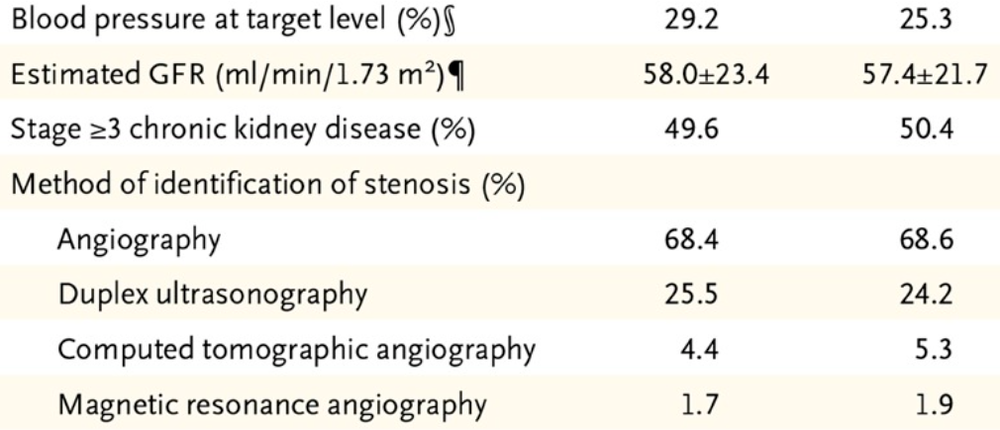 Blood pressure at target level (%)§ 29.2 25.3
Estimated GFR (ml/min/1.73 m²)¶ 58.0±23.4 57.4±21.7
Stage ≥3 chronic kidney disease (%) 49.6 50.4
Method of identification of stenosis (%)
Angiography 68.4 68.6
Duplex ultrasonography 25.5 24.2
Computed tomographic angiography 4.4 5.3
Magnetic resonance angiography 1.7 1.9